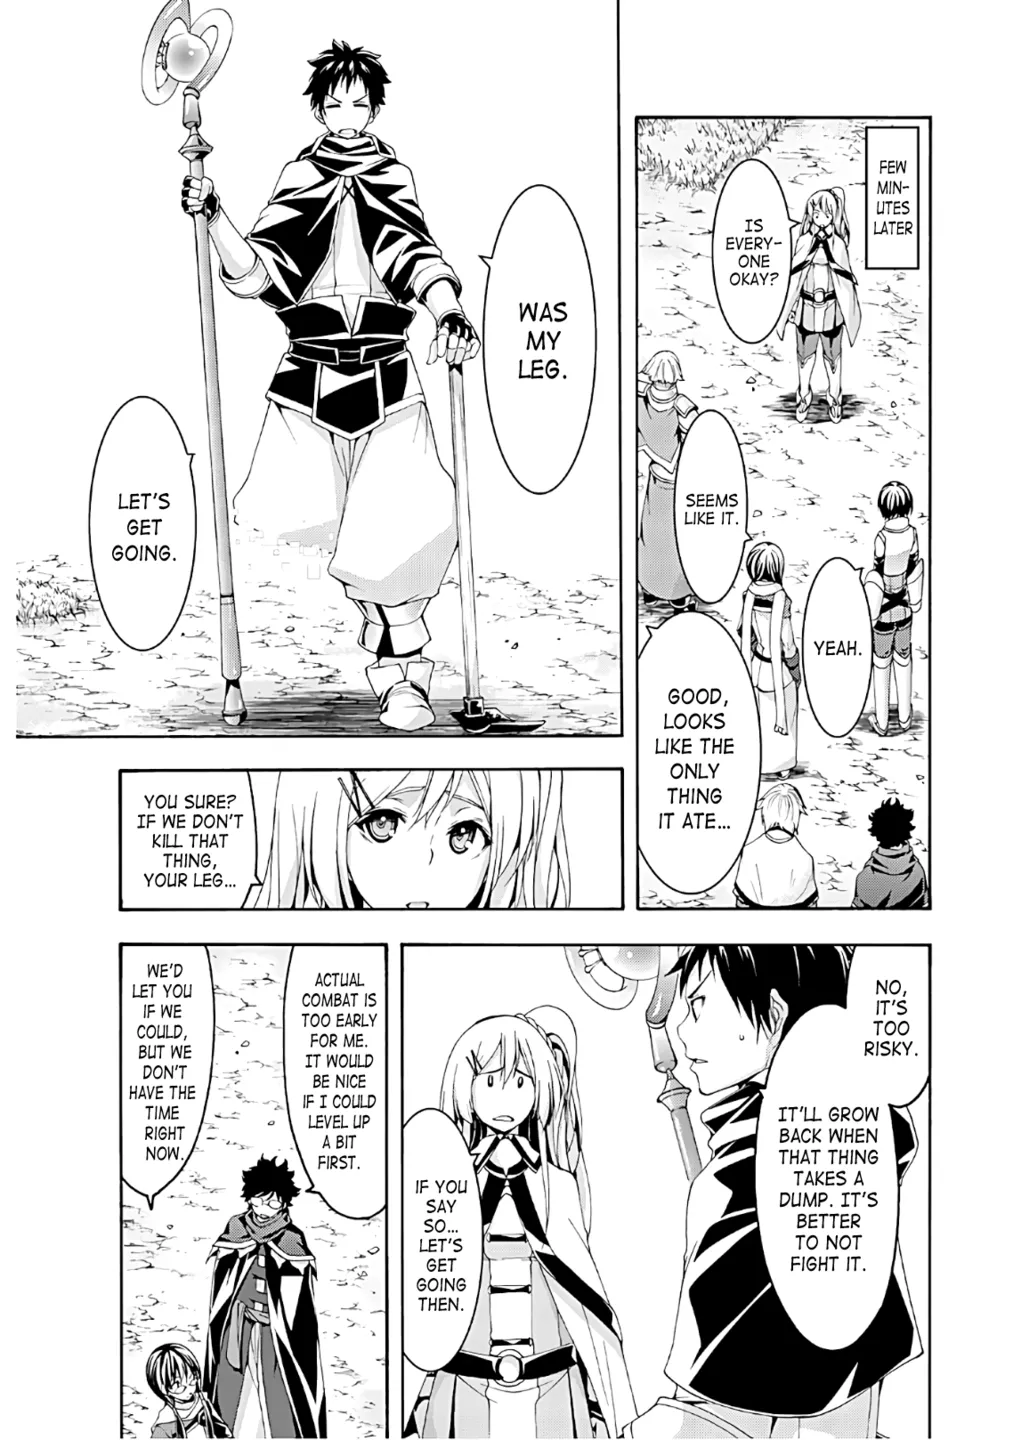 FEW
MIN-
UTES
LATER
IS
EVERY-
ONE
OKAY?
SEEMS
LIKE IT.
YEAH.
GOOD,
LOOKS
LIKE THE
ONLY
THING
IT ATE...
WAS
MY
LEG.
LET'S
GET
GOING.
YOU SURE?
IF WE DON'T
KILL THAT
THING,
YOUR LEG...
NO,
IT'S
TOO
RISKY.
IT'LL GROW
BACK WHEN
THAT THING
TAKES A
DUMP. IT'S
BETTER
TO NOT
FIGHT IT.
IF YOU
SAY
SO...
LET'S
GET
GOING
THEN.
ACTUAL
COMBAT IS
TOO EARLY
FOR ME.
IT WOULD
BE NICE
IF I COULD
LEVEL UP
A BIT
FIRST.
WE'D
LET YOU
IF WE
COULD,
BUT WE
DON'T
HAVE THE
TIME
RIGHT
NOW.